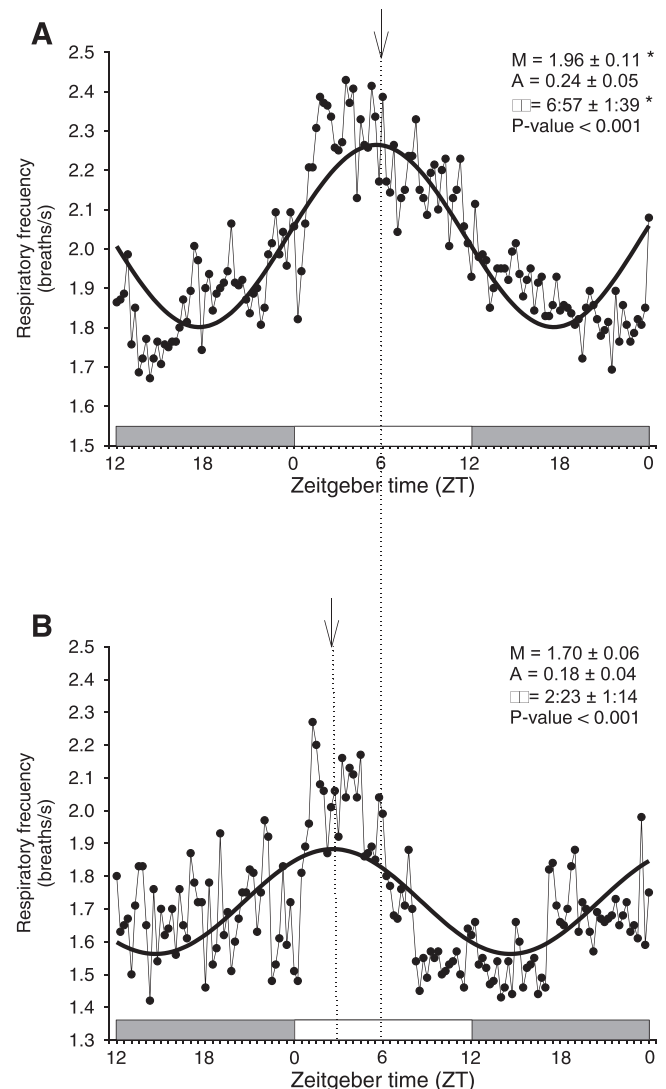 A
M = 1.96 ± 0.11 *
A = 0.24 ± 0.05
□□= 6:57 ± 1:39 *
P-value < 0.001
Respiratory frecuency
(breaths/s)
2.5
2.4
2.3
2.2
2.1
2.0
1.9
1.8
1.7
1.6
1.5
12 18 0 6 12 18 0
Zeitgeber time (ZT)
B
M = 1.70 ± 0.06
A = 0.18 ± 0.04
□□= 2:23 ± 1:14
P-value < 0.001
Respiratory frecuency
(breaths/s)
2.5
2.4
2.3
2.2
2.1
2.0
1.9
1.8
1.7
1.6
1.5
1.4
1.3
12 18 0 6 12 18 0
Zeitgeber time (ZT)